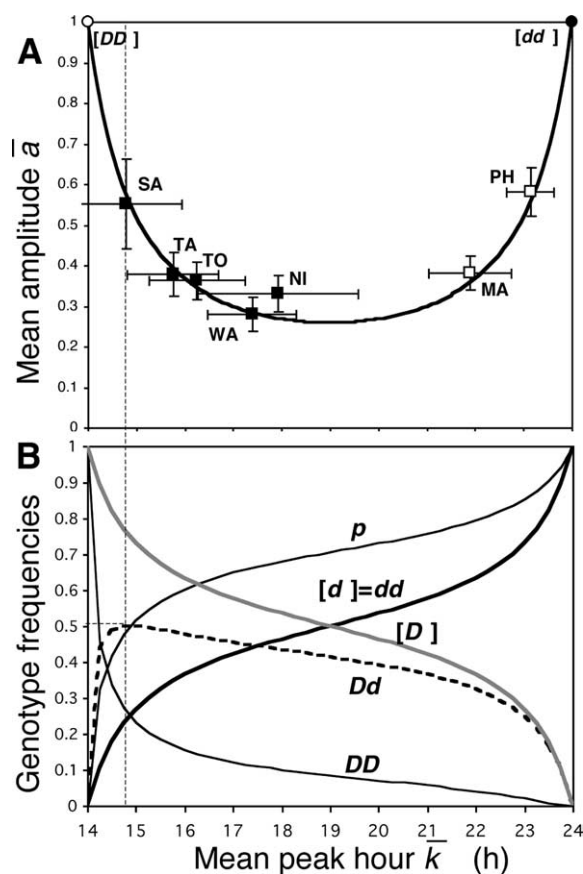 A
Mean amplitude a̅
1
0.9
0.8
0.7
0.6
0.5
0.4
0.3
0.2
0.1
0
[DD ]
[dd ]
SA
TA
TO
NI
WA
PH
MA
B
Genotype frequencies
1
0.9
0.8
0.7
0.6
0.5
0.4
0.3
0.2
0.1
0
p
[d ]=dd
[D ]
Dd
DD
14 15 16 17 18 19 20 21 22 23 24
Mean peak hour k̅ (h)